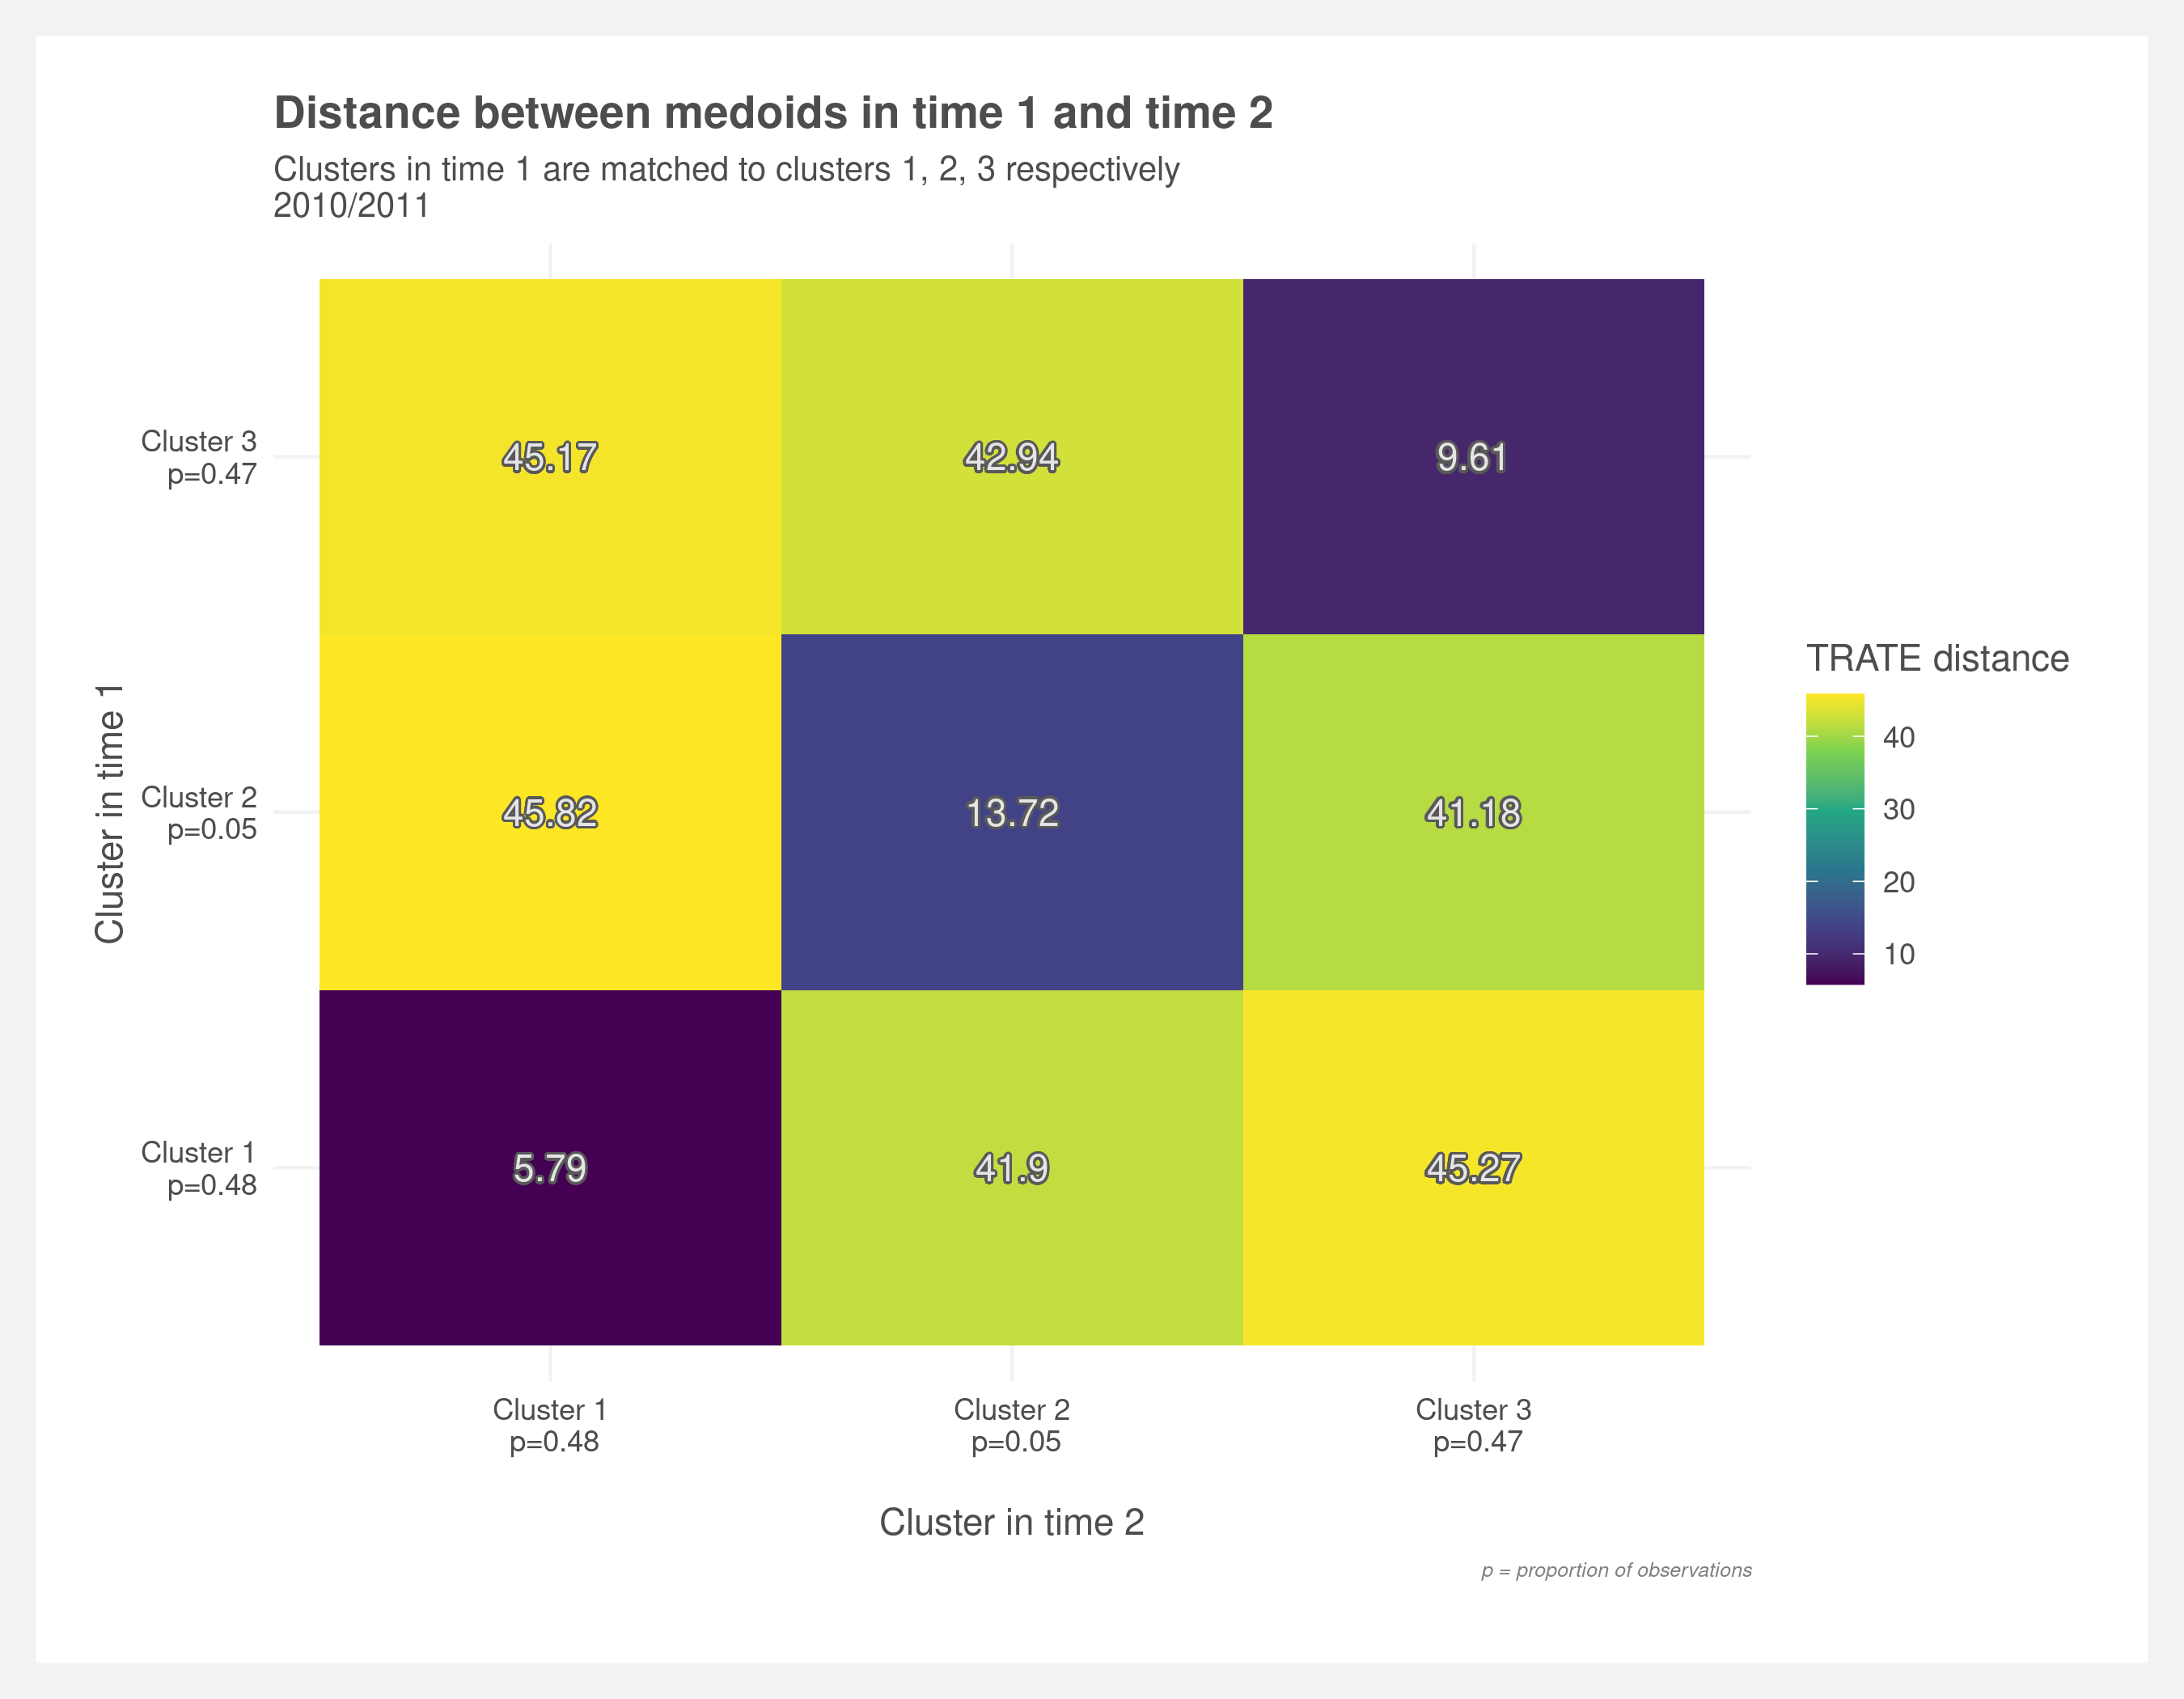 Distance between medoids in time 1 and time 2
Clusters in time 1 are matched to clusters 1, 2, 3 respectively
2010/2011
Cluster in time 1
Cluster 3
p=0.47
45.17
42.94
9.61
Cluster 2
p=0.05
45.82
13.72
41.18
Cluster 1
p=0.48
5.79
41.9
45.27
Cluster 1
p=0.48
Cluster 2
p=0.05
Cluster 3
p=0.47
Cluster in time 2
TRATE distance
40
30
20
10
p = proportion of observations